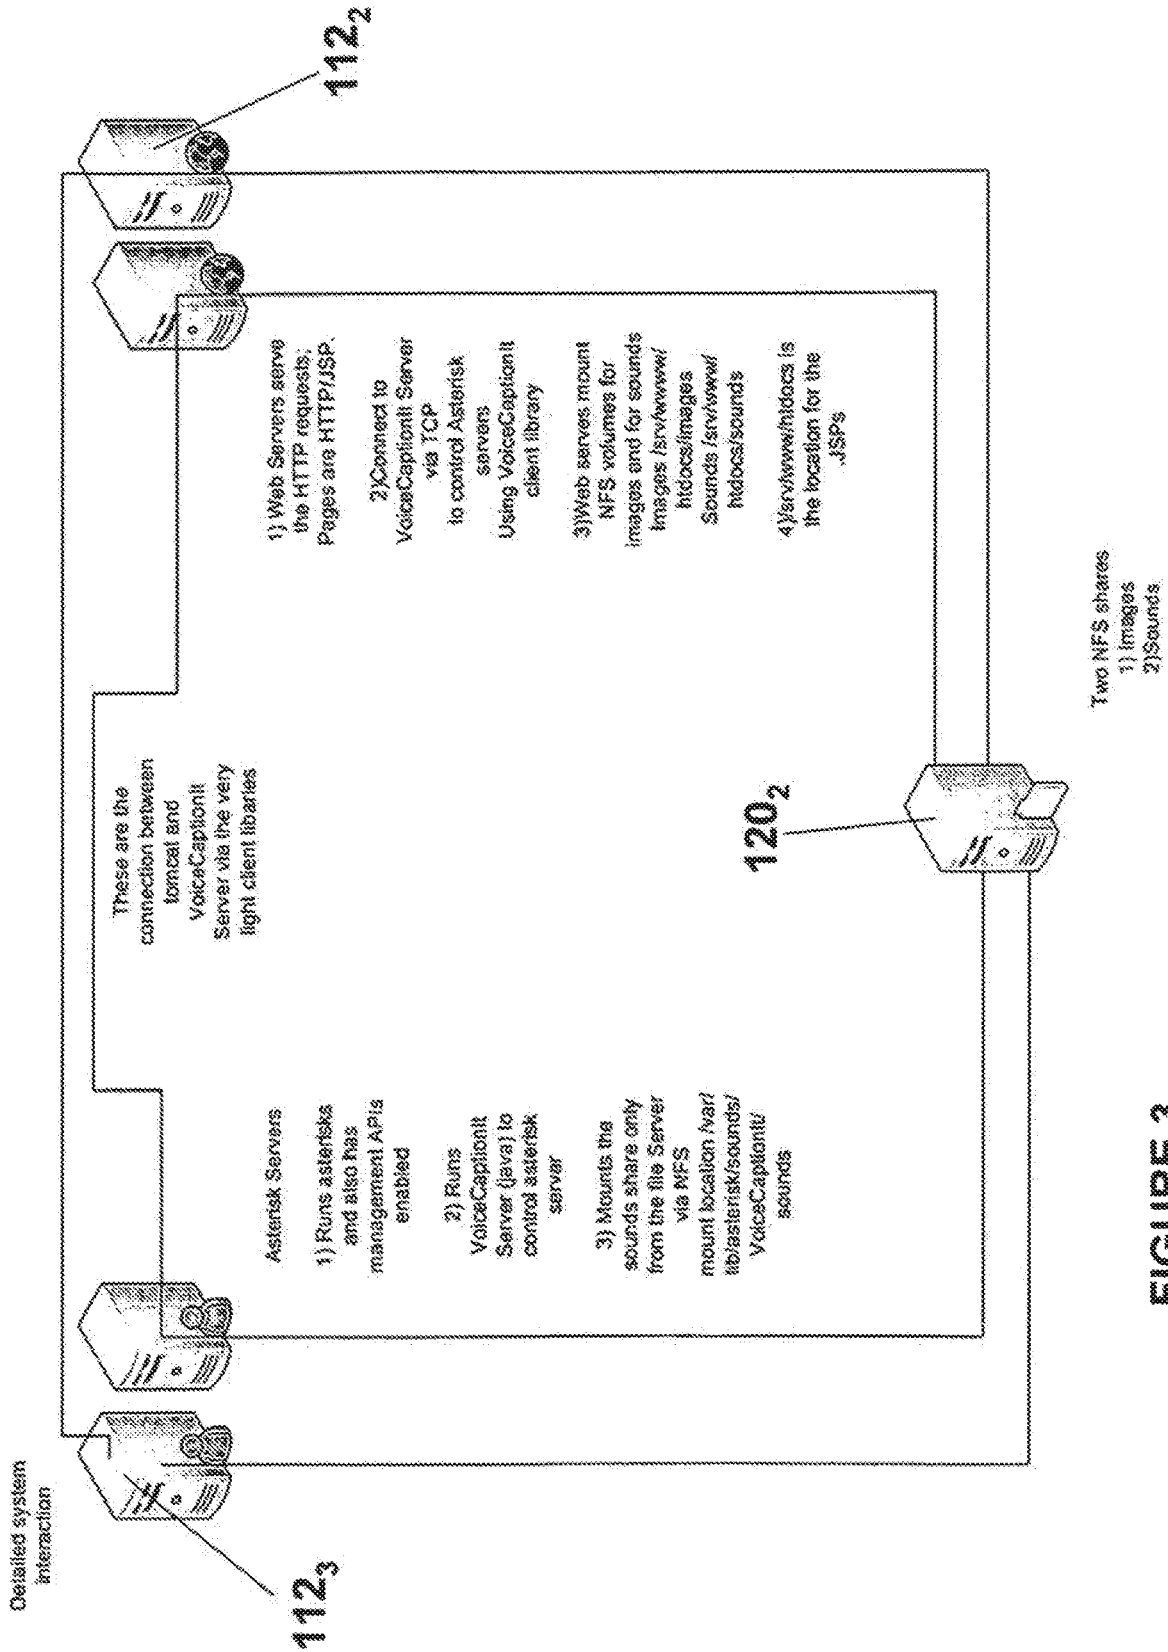 Detailed system
interaction
112₃
112₂
These are the
connection between
tomcat and
VoiceCaptionIt
Server via the very
light client libaries
Asterisk Servers
1) Runs asterisks
and also has
management APIs
enabled
2) Runs
VoiceCaptionIt
Server (java) to
control asterisk
server
3) Mounts the
sounds share only
from the file Server
via NFS
mount location /var/
lib/asterisk/sounds/
VoiceCaptionIt/
sounds
1) Web Servers serve
the HTTP requests;
Pages are HTTP/JSP.
2)Connect to
VoiceCaptionIt Server
via TCP
to control Asterisk
servers
Using VoiceCaptionIt
client library
3)Web serves mount
NFS volumes for
images and for sounds
Images /srv/wwww/
htdocs/images
Sounds /srv/www/
htdocs/sounds
4)/srv/www/htdocs is
the location for the
JSPs
120₂
Two NFS shares
1) Images
2)Sounds
FIGURE 3